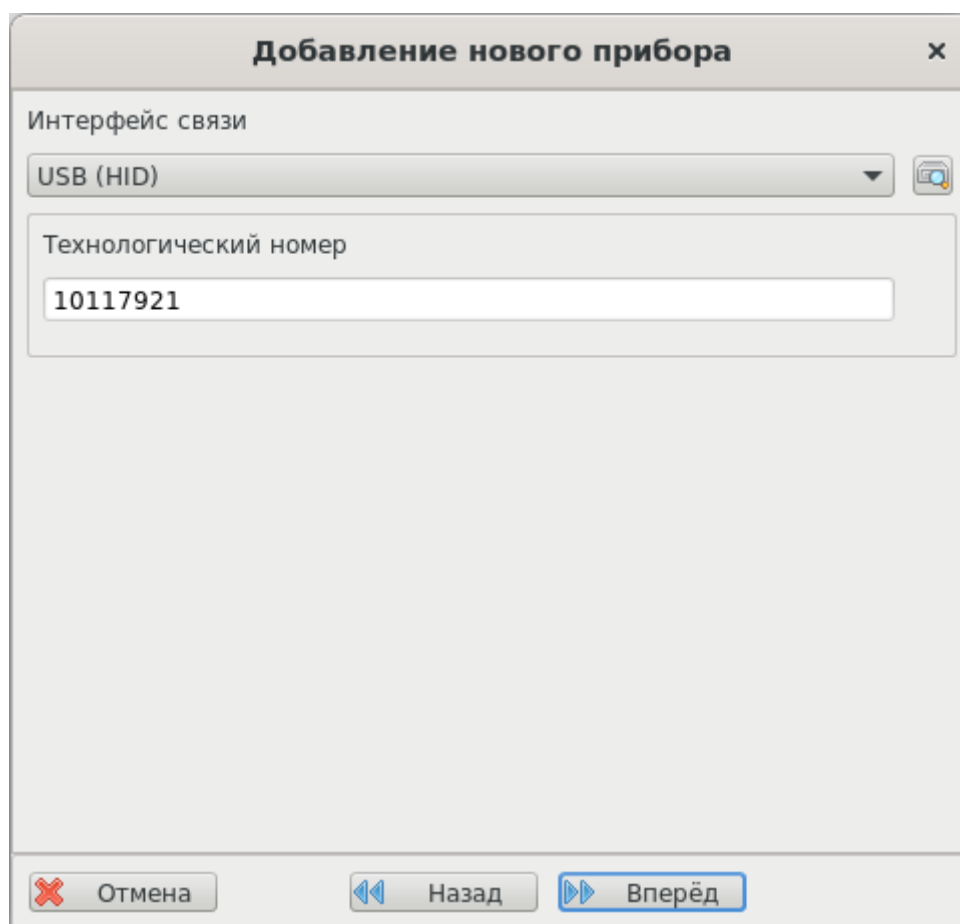 Добавление нового прибора
Интерфейс связи
USB (HID)
Технологический номер
10117921
Отмена
Назад
Вперёд